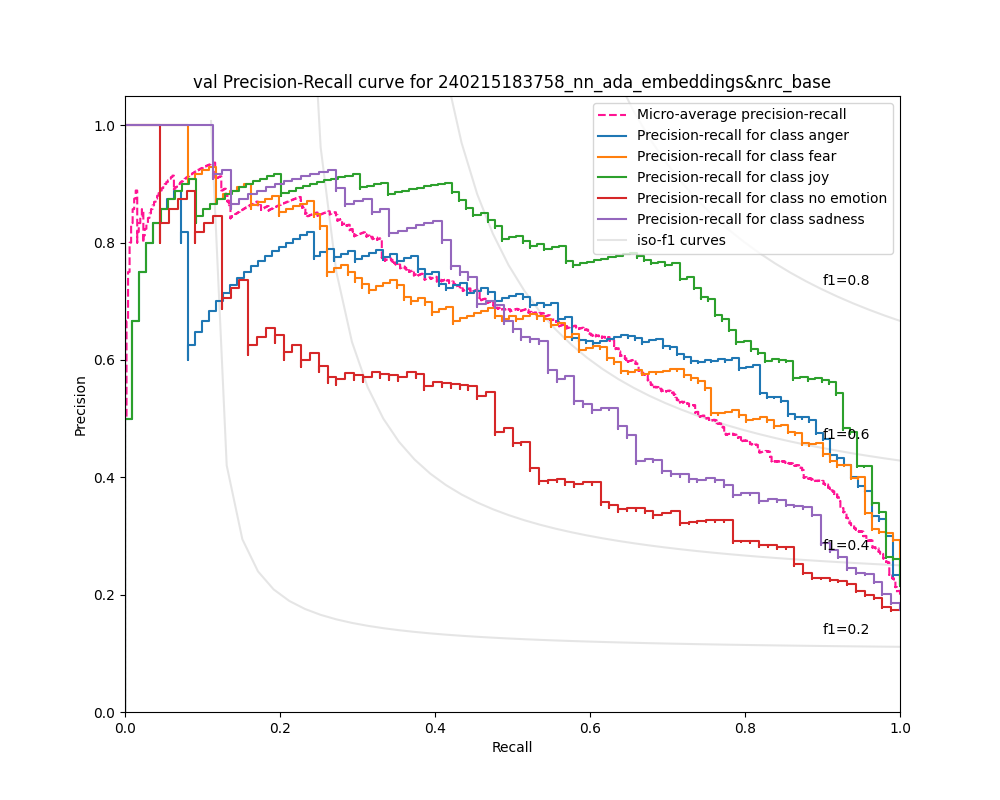 val Precision-Recall curve for 240215183758_nn_ada_embeddings&nrc_base
Micro-average precision-recall
Precision-recall for class anger
Precision-recall for class fear
Precision-recall for class joy
Precision-recall for class no emotion
Precision-recall for class sadness
iso-f1 curves
1.0
0.8
0.6
0.4
0.2
0.0
Precision
f1=0.8
f1=0.6
f1=0.4
f1=0.2
0.0 0.2 0.4 0.6 0.8 1.0
Recall